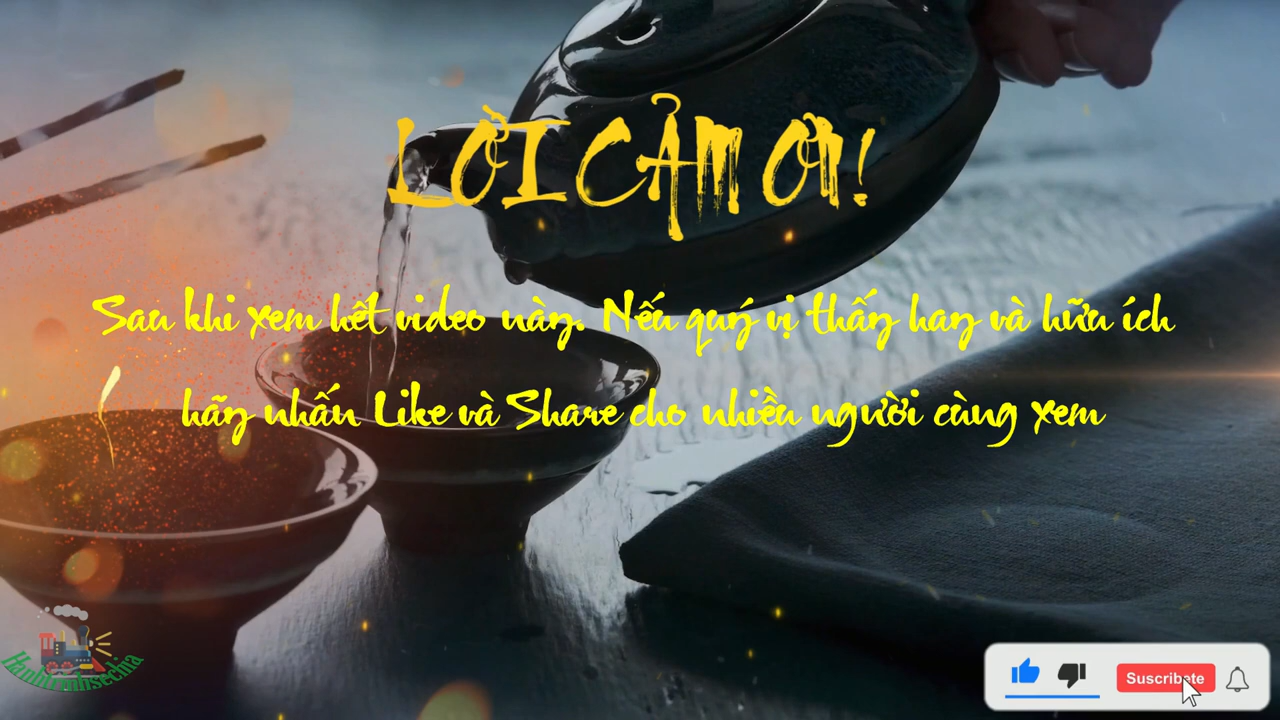 LỜI CẢM ƠN!
Sau khi xem hết video này. Nếu quý vị thấy hay và hữu ích
hãy nhấn Like và Share cho nhiều người cùng xem
Hanhtrinhsechia
Suscribete